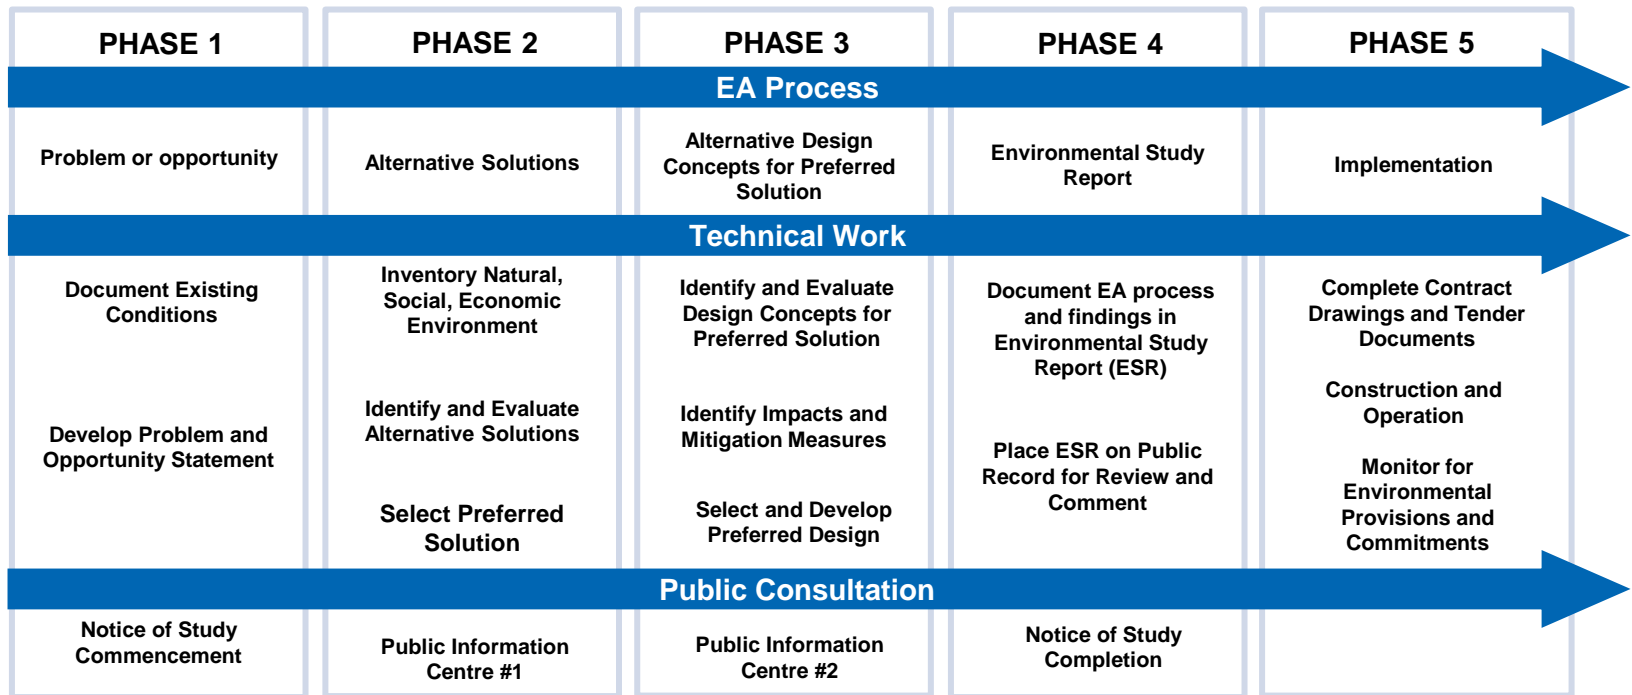 PHASE 1
PHASE 2
PHASE 3
PHASE 4
PHASE 5
EA Process
Problem or opportunity
Alternative Solutions
Alternative Design
Concepts for Preferred
Solution
Environmental Study
Report
Implementation
Technical Work
Document Existing
Conditions
Develop Problem and
Opportunity Statement
Inventory Natural,
Social, Economic
Environment
Identify and Evaluate
Alternative Solutions
Select Preferred
Solution
Identify and Evaluate
Design Concepts for
Preferred Solution
Identify Impacts and
Mitigation Measures
Select and Develop
Preferred Design
Document EA process
and findings in
Environmental Study
Report (ESR)
Place ESR on Public
Record for Review and
Comment
Complete Contract
Drawings and Tender
Documents
Construction and
Operation
Monitor for
Environmental
Provisions and
Commitments
Public Consultation
Notice of Study
Commencement
Public Information
Centre #1
Public Information
Centre #2
Notice of Study
Completion